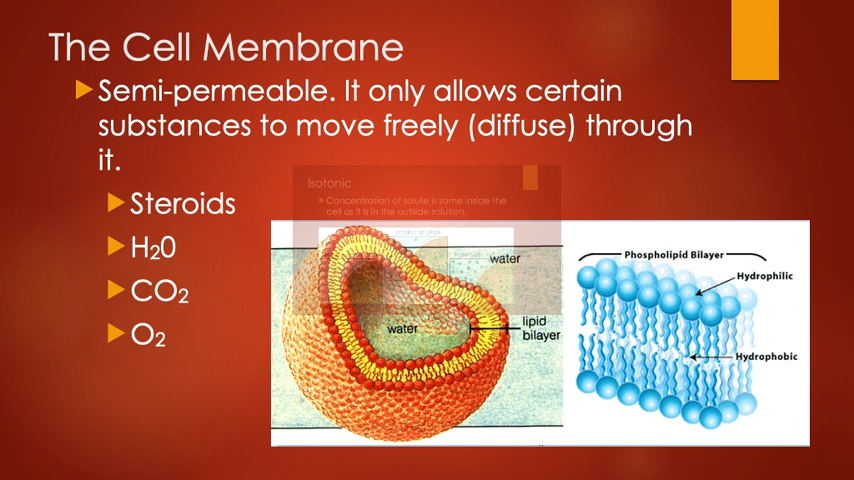 The Cell Membrane
Semi-permeable. It only allows certain
substances to move freely (diffuse) through
it.
Steroids
H20
CO2
O2
Isotonic
Concentration of solute is same inside the
cell as it is in the outside solution.
water
water
lipid
bilayer
Phospholipid Bilayer
Hydrophilic
Hydrophobic